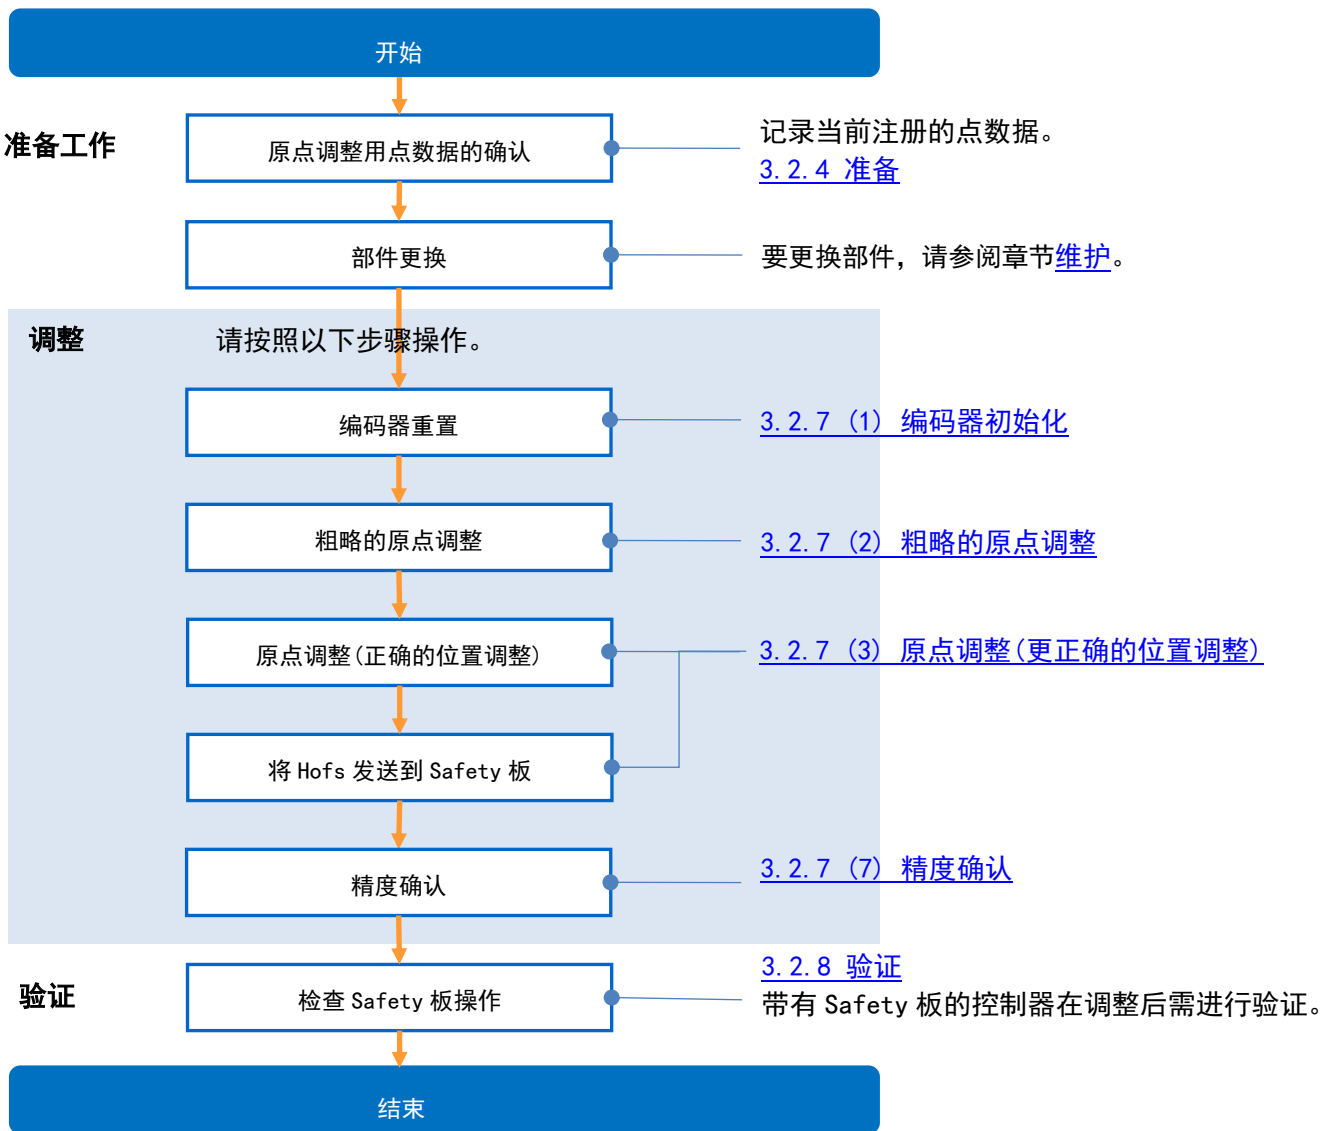 开始
准备工作
原点调整用点数据的确认
记录当前注册的点数据。
3.2.4 准备
部件更换
要更换部件，请参阅章节维护。
调整
请按照以下步骤操作。
编码器重置
3.2.7 (1) 编码器初始化
粗略的原点调整
3.2.7 (2) 粗略的原点调整
原点调整(正确的位置调整)
3.2.7 (3) 原点调整(更正确的位置调整)
将 Hofs 发送到 Safety 板
精度确认
3.2.7 (7) 精度确认
验证
检查 Safety 板操作
3.2.8 验证
带有 Safety 板的控制器在调整后需进行验证。
结束